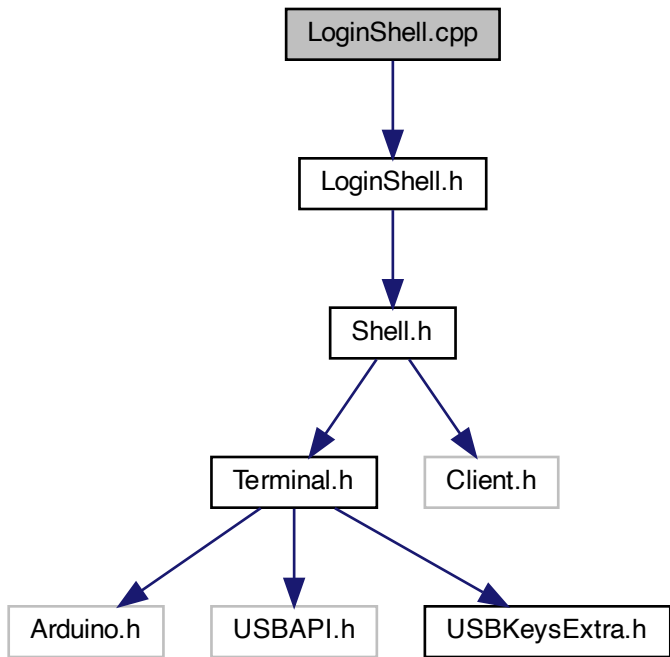 LoginShell.cpp
LoginShell.h
Shell.h
Terminal.h
Client.h
Arduino.h
USBAPI.h
USBKeysExtra.h